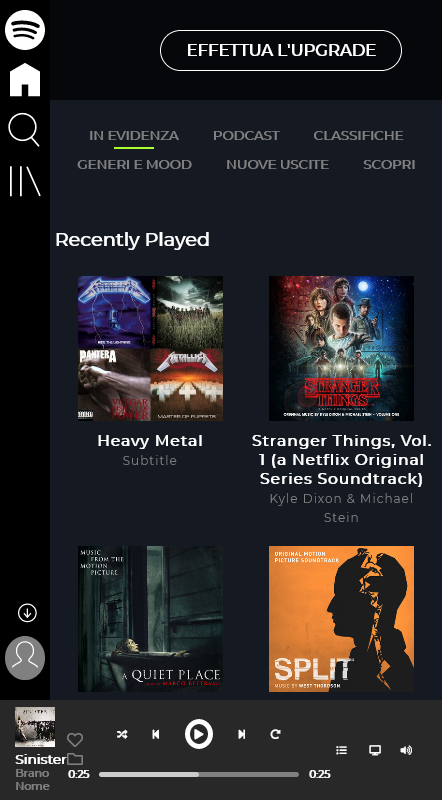 EFFETTUA L'UPGRADE
IN EVIDENZA PODCAST CLASSIFICHE
GENERI E MOOD NUOVE USCITE SCOPRI
Recently Played
METALLICA
RIDE THE LIGHTNING
PANTERA
VULGAR DISPLAY OF POWER
METALLICA
MASTER OF PUPPETS
STRANGER THINGS
ORIGINAL MUSIC BY KYLE DIXON & MICHAEL STEIN • VOLUME ONE
Heavy Metal
Subtitle
Stranger Things, Vol.
1 (a Netflix Original
Series Soundtrack)
Kyle Dixon & Michael
Stein
MUSIC
FROM THE
MOTION
PICTURE
A QUIET PLACE
MARCO BELTRAMI
ORIGINAL MOTION
PICTURE SOUNDTRACK
SPLIT
MUSIC BY WEST THORDSON
SINISTER
Sinister
Brano
Nome
0:25 0:25